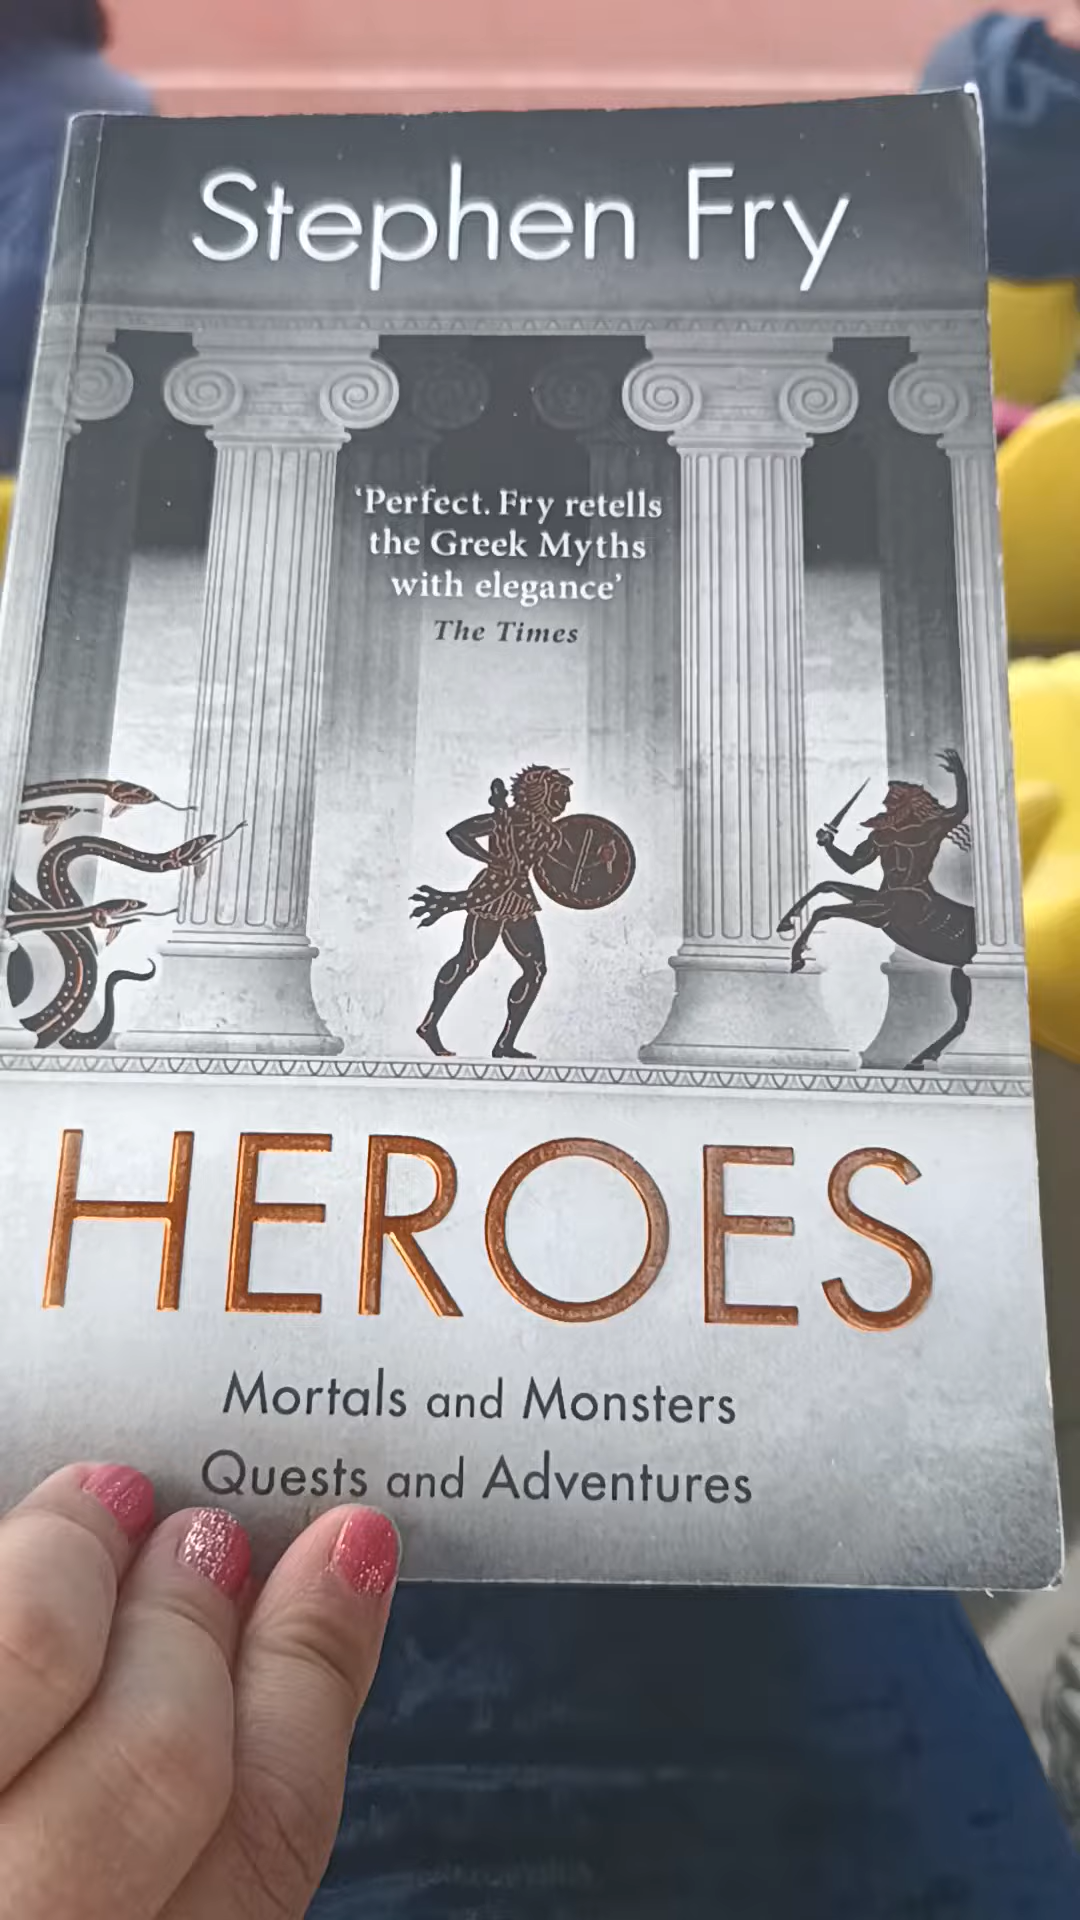 Stephen Fry
‘Perfect. Fry retells
the Greek Myths
with elegance’
The Times
HEROES
Mortals and Monsters
Quests and Adventures